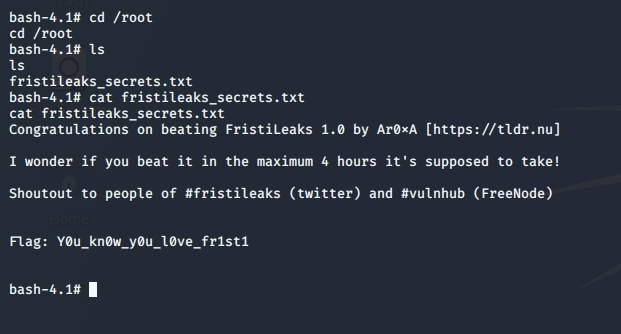 bash-4.1# cd /root
cd /root
bash-4.1# ls
ls
fristileaks_secrets.txt
bash-4.1# cat fristileaks_secrets.txt
cat fristileaks_secrets.txt
Congratulations on beating FristiLeaks 1.0 by Ar0xA [https://tldr.nu]
I wonder if you beat it in the maximum 4 hours it's supposed to take!
Shoutout to people of #fristileaks (twitter) and #vulnhub (FreeNode)
Home
Flag: Y0u_kn0w_y0u_l0ve_fr1st1
bash-4.1#